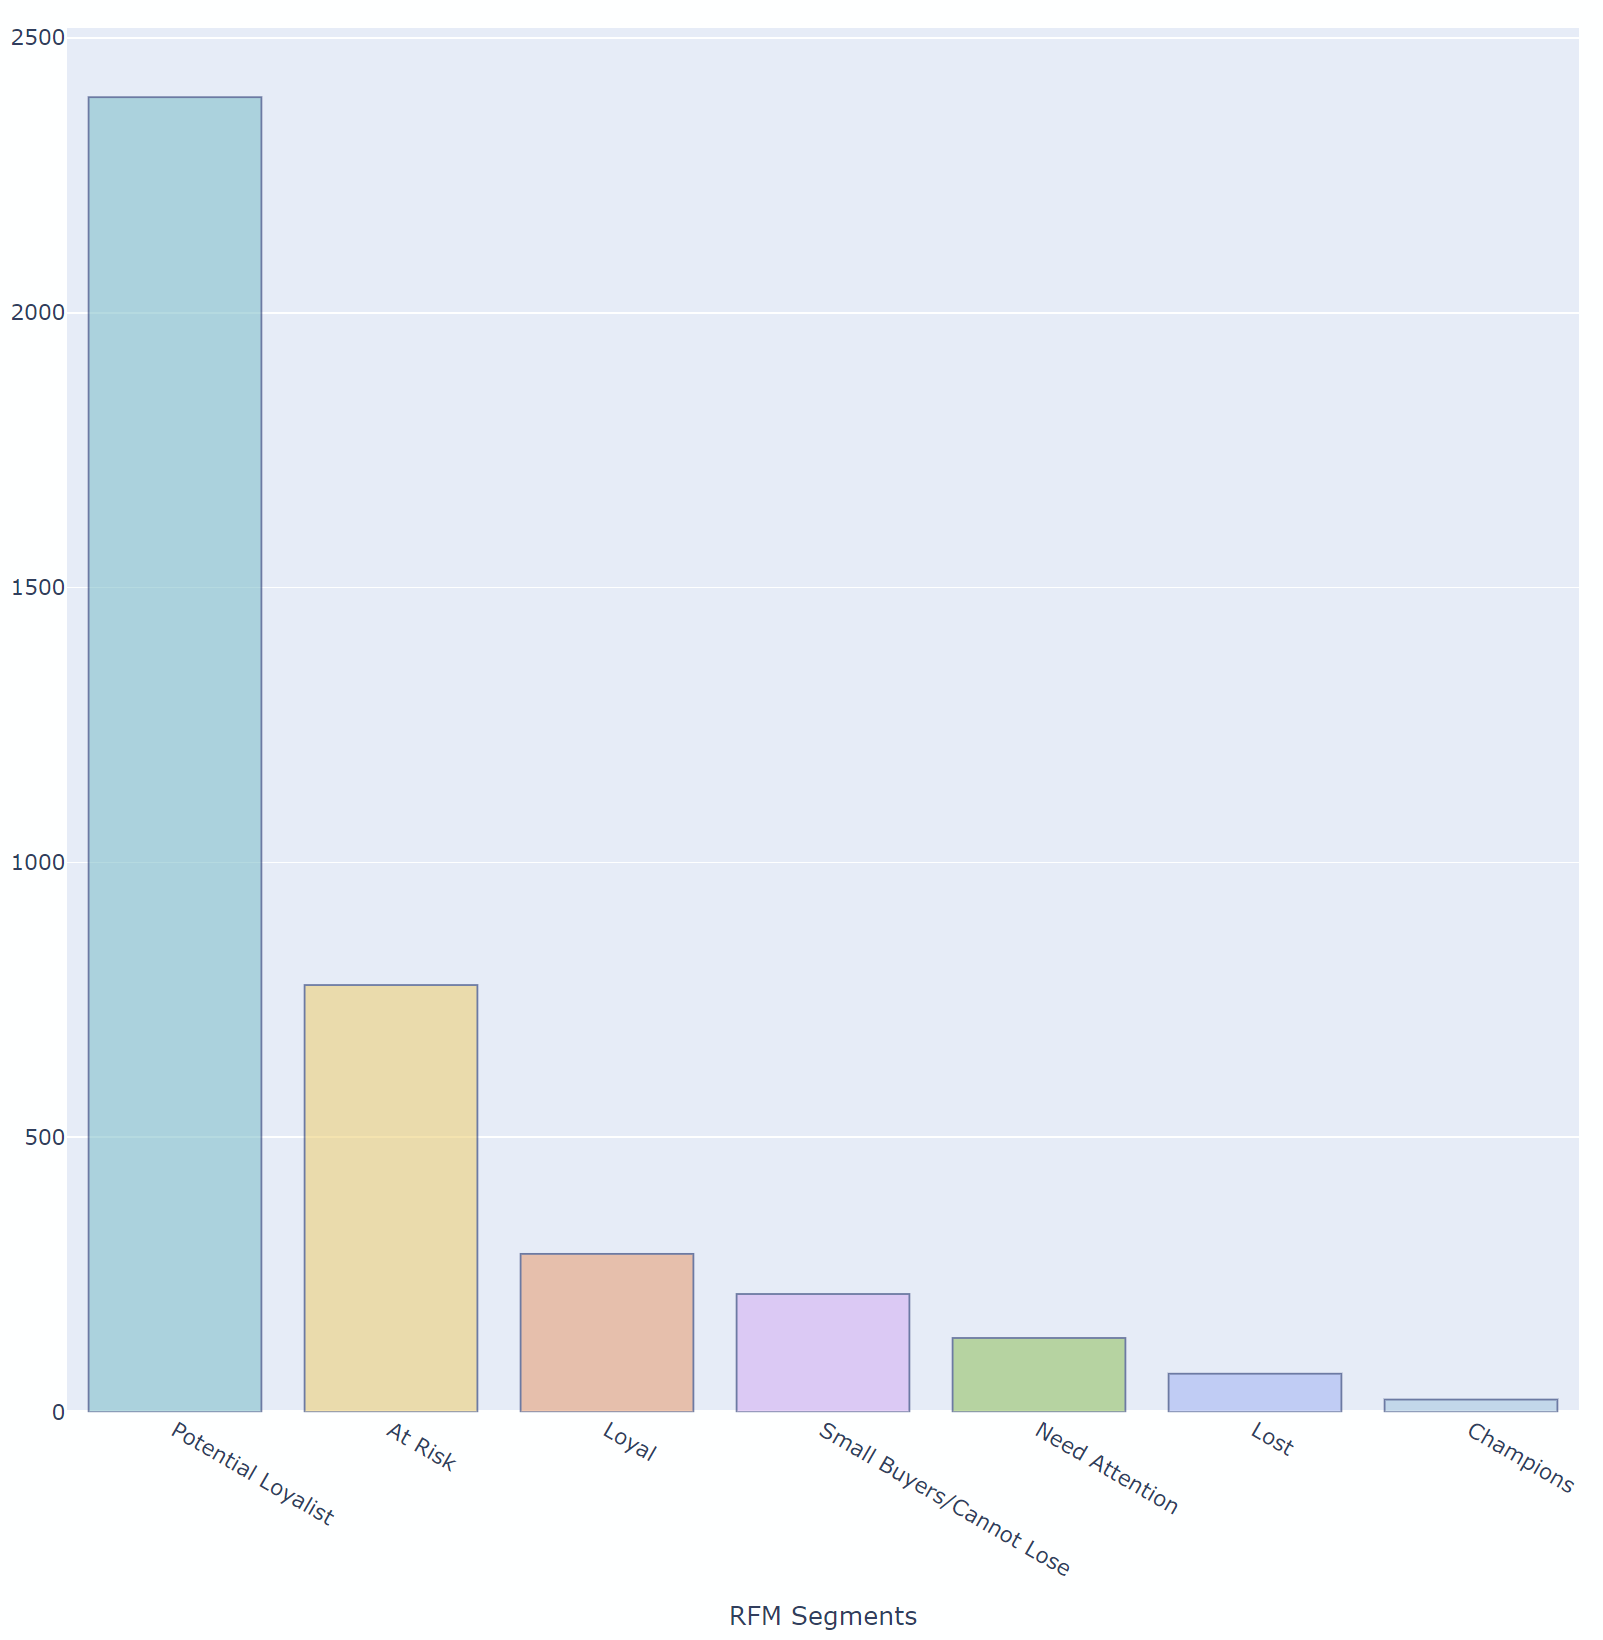 2500
2000
1500
1000
500
0
Potential Loyalist
At Risk
Loyal
Small Buyers/Cannot Lose
Need Attention
Lost
Champions
RFM Segments